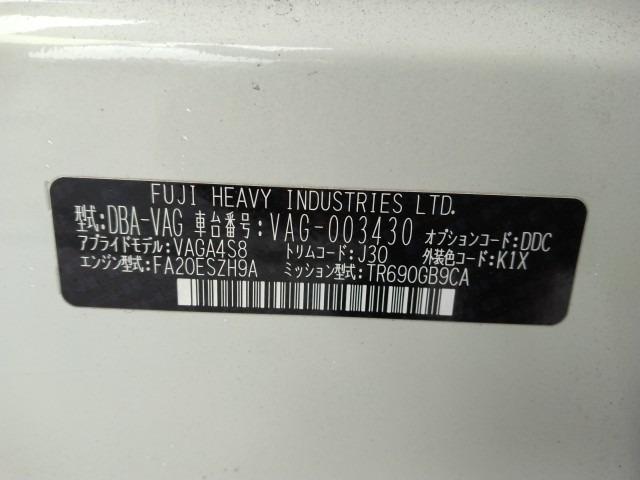 FUJI HEAVY INDUSTRIES LTD.
型式:DBA-VAG 車台番号:VAG-003430 オプションコード:DDC
アプライドモデル:VAGA4S8 トリムコード:J30 外装色コード:K1X
エンジン型式:FA20ESZH9A ミッション型式:TR690GB9CA